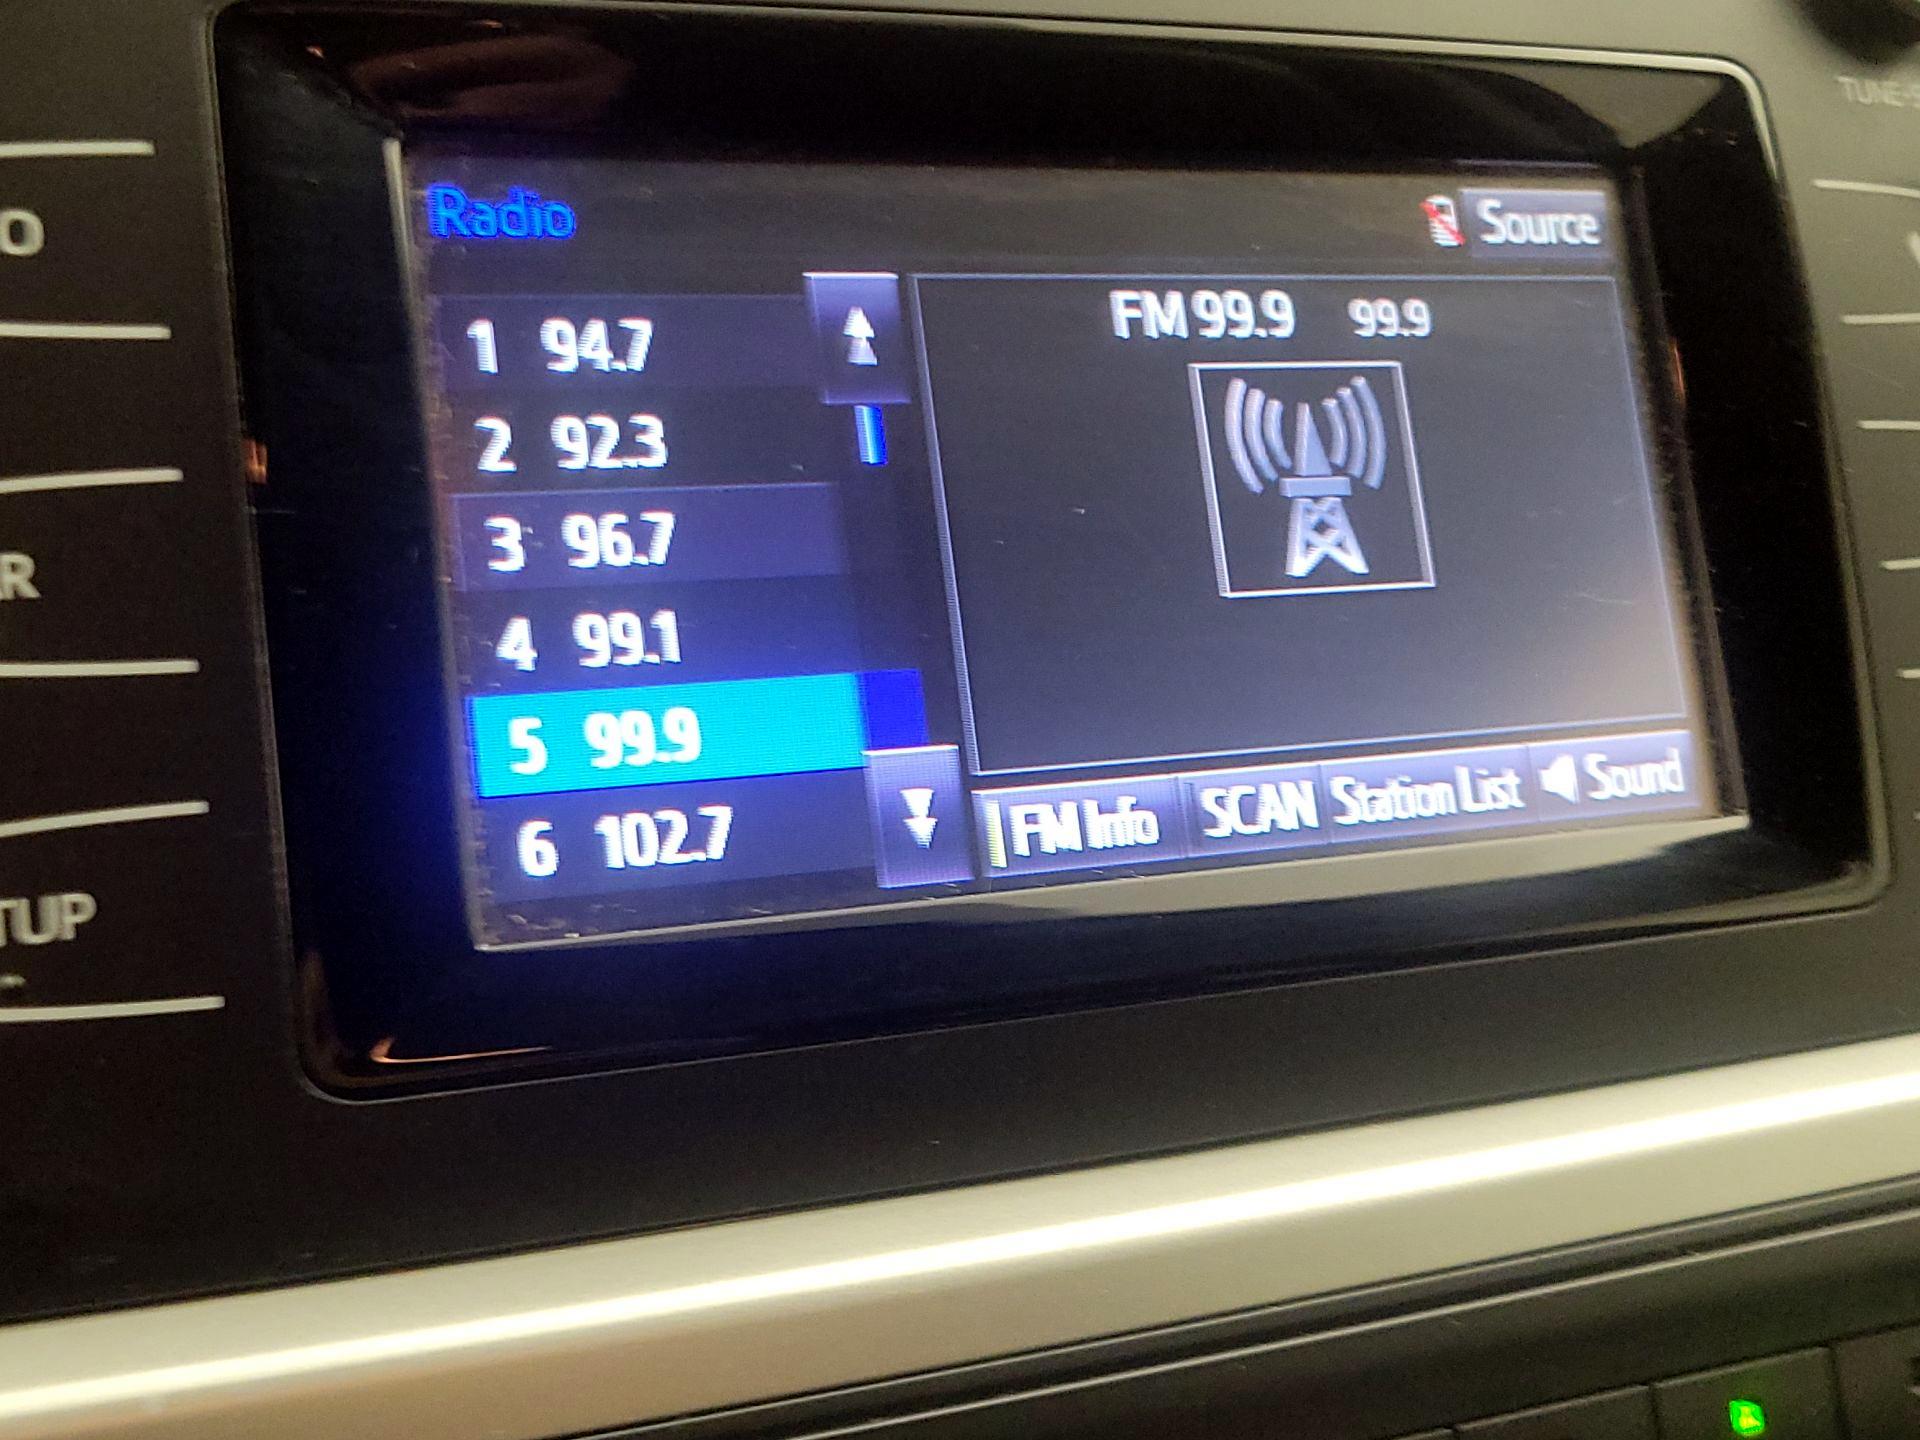 Radio
Source
1 94.7
2 92.3
3 96.7
4 99.1
5 99.9
6 102.7
FM 99.9 99.9
FM Info
SCAN
Station List
Sound
TUP